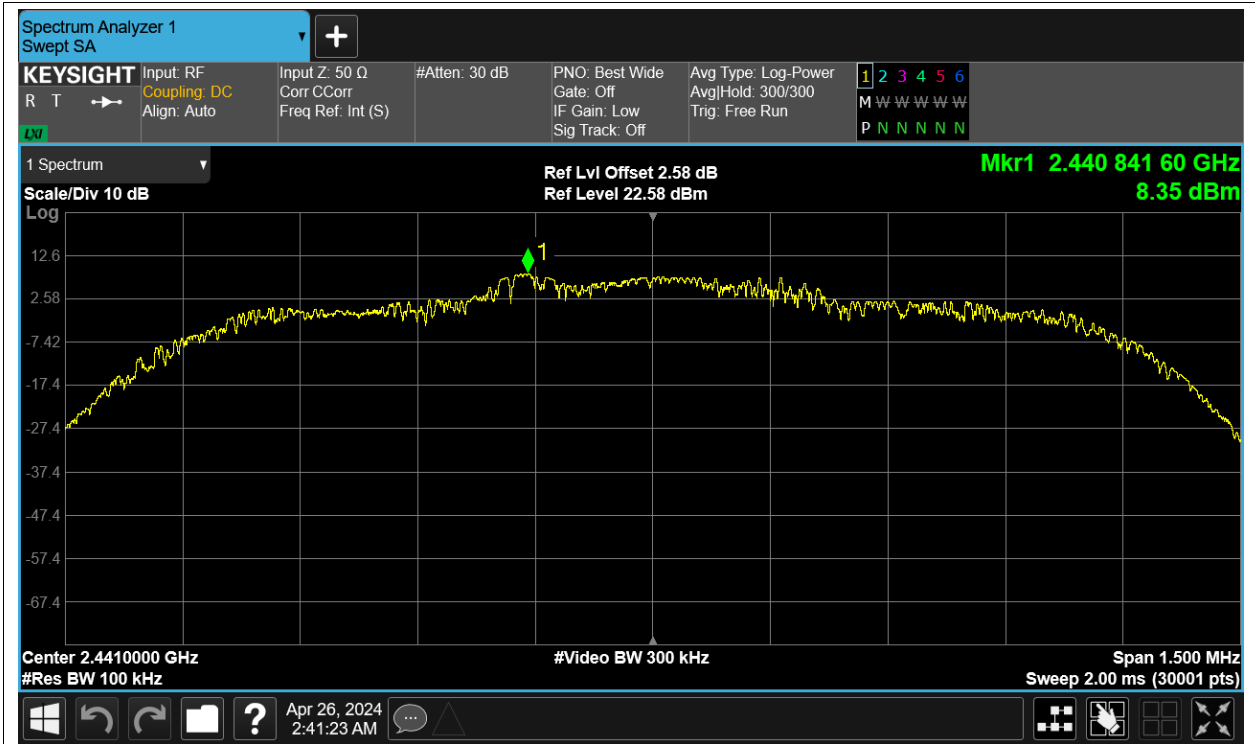 Spectrum Analyzer 1
Swept SA
KEYSIGHT
R T
LXI
Input: RF
Coupling: DC
Align: Auto
Input Z: 50 Ω
Corr CCorr
Freq Ref: Int (S)
#Atten: 30 dB
PNO: Best Wide
Gate: Off
IF Gain: Low
Sig Track: Off
Avg Type: Log-Power
Avg|Hold: 300/300
Trig: Free Run
1 2 3 4 5 6
M W W W W W
P N N N N N
1 Spectrum
Scale/Div 10 dB
Log
Ref Lvl Offset 2.58 dB
Ref Level 22.58 dBm
Mkr1 2.440 841 60 GHz
8.35 dBm
1
12.6
2.58
-7.42
-17.4
-27.4
-37.4
-47.4
-57.4
-67.4
Center 2.4410000 GHz
#Res BW 100 kHz
#Video BW 300 kHz
Span 1.500 MHz
Sweep 2.00 ms (30001 pts)
?
Apr 26, 2024
2:41:23 AM